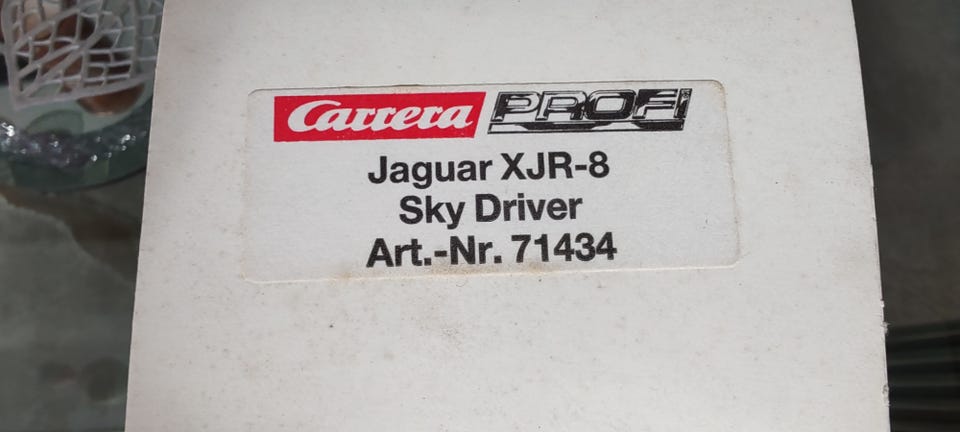 Carrera PROFI
Jaguar XJR-8
Sky Driver
Art.-Nr. 71434